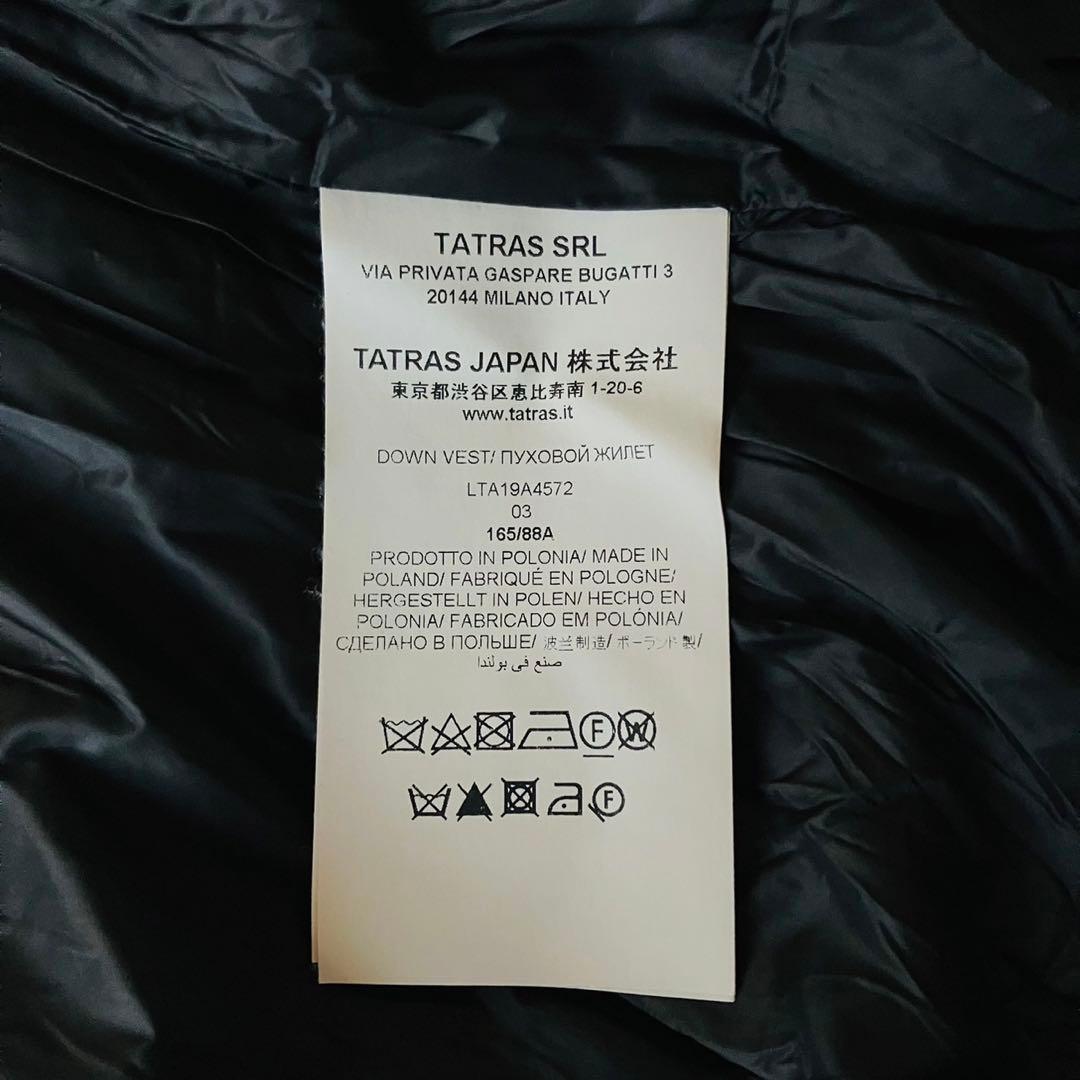 TATRAS SRL
VIA PRIVATA GASPARE BUGATTI 3
20144 MILANO ITALY
TATRAS JAPAN 株式会社
東京都渋谷区恵比寿南 1-20-6
www.tatras.it
DOWN VEST/ ПУХОВОЙ ЖИЛЕТ
LTA19A4572
03
165/88A
PRODOTTO IN POLONIA/ MADE IN
POLAND/ FABRIQUÉ EN POLOGNE/
HERGESTELLT IN POLEN/ HECHO EN
POLONIA/ FABRICADO EM POLÓNIA/
СДЕЛАНО В ПОЛЬШЕ/ 波兰制造/ ポーランド製/
صنع في بولندا
F W
F